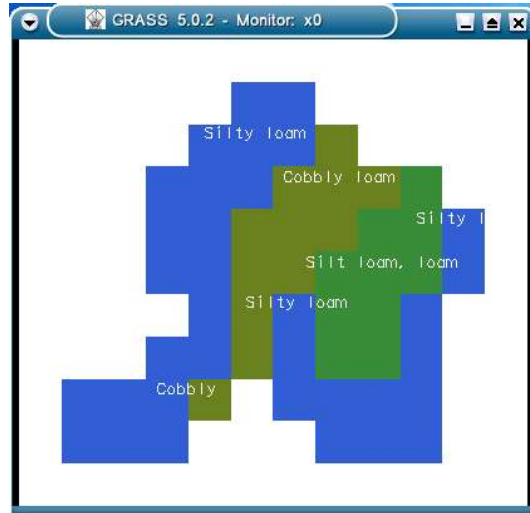 GRASS 5.0.2 - Monitor: x0
Silty loam
Cobbly loam
Silty l
Silt loam, loam
Silty loam
Cobbly